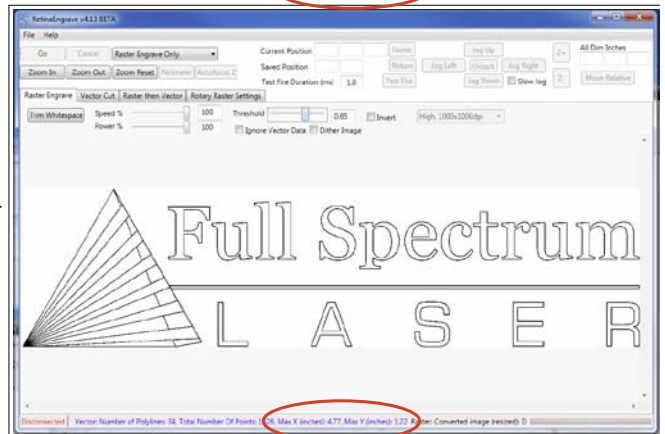 RetinaEngrave v4.13 BETA
File Help
Go Cancel Raster Engrave Only Current Position Home Jog Up Z+ All Dim Inches
Saved Position Return Jog Left Unlock Jog Right
Zoom In Zoom Out Zoom Reset Perimeter Autofocus Z Test Fire Duration (ms) 1.0 Test Fire Jog Down Slow Jog Z- Move Relative
Raster Engrave Vector Cut Raster then Vector Rotary Raster Settings
Trim Whitespace Speed % 100 Threshold 0.65 Invert High, 1000x1000dpi
Power % 100 Ignore Vector Data Dither Image
Full Spectrum
LASER
Disconnected Vector: Number of Polylines: 34, Total Number Of Points: Max X (inches): 4.77, Max Y (inches): 1.22 Raster: Converted image (resized): 0